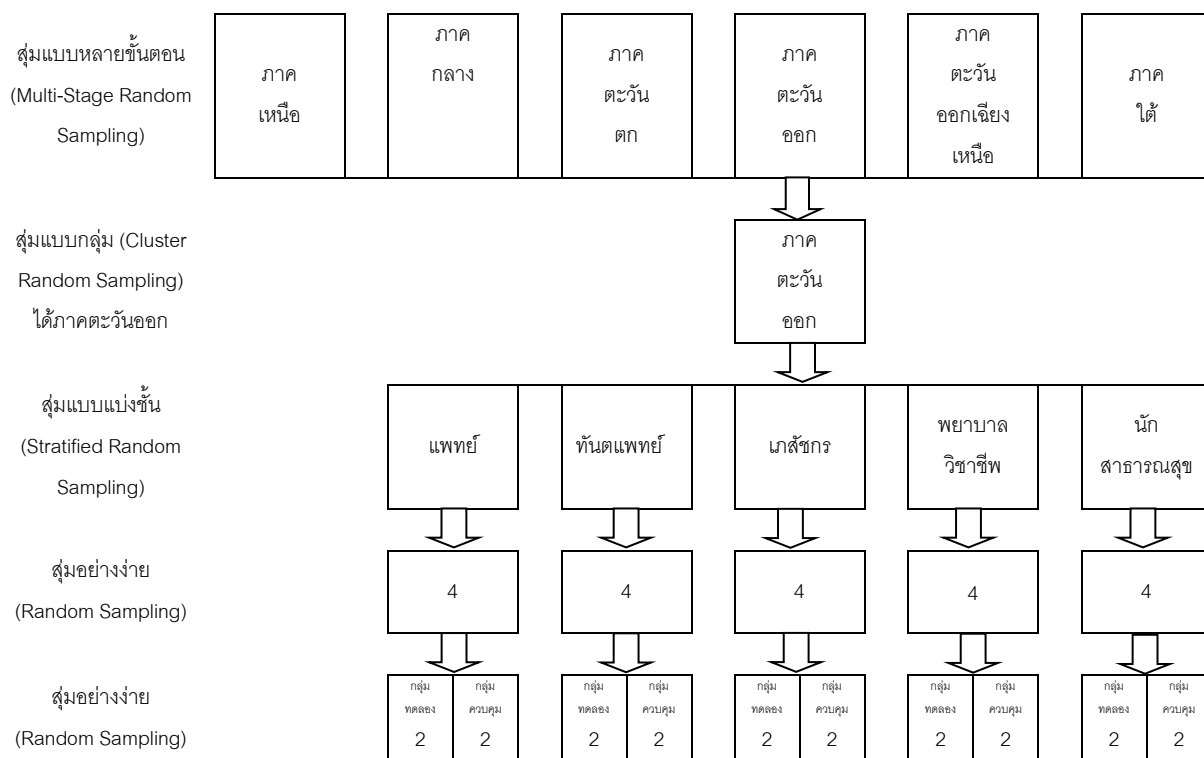 สุ่มแบบหลายขั้นตอน
(Multi-Stage Random
Sampling)
ภาค
เหนือ
ภาค
กลาง
ภาค
ตะวัน
ตก
ภาค
ตะวัน
ออก
ภาค
ตะวัน
ออกเฉียง
เหนือ
ภาค
ใต้
สุ่มแบบกลุ่ม (Cluster
Random Sampling)
ได้ภาคตะวันออก
ภาค
ตะวัน
ออก
สุ่มแบบแบ่งชั้น
(Stratified Random
Sampling)
แพทย์
ทันตแพทย์
เภสัชกร
พยาบาล
วิชาชีพ
นัก
สาธารณสุข
สุ่มอย่างง่าย
(Random Sampling)
4
4
4
4
4
สุ่มอย่างง่าย
(Random Sampling)
กลุ่ม
ทดลอง
2
กลุ่ม
ควบคุม
2
กลุ่ม
ทดลอง
2
กลุ่ม
ควบคุม
2
กลุ่ม
ทดลอง
2
กลุ่ม
ควบคุม
2
กลุ่ม
ทดลอง
2
กลุ่ม
ควบคุม
2
กลุ่ม
ทดลอง
2
กลุ่ม
ควบคุม
2